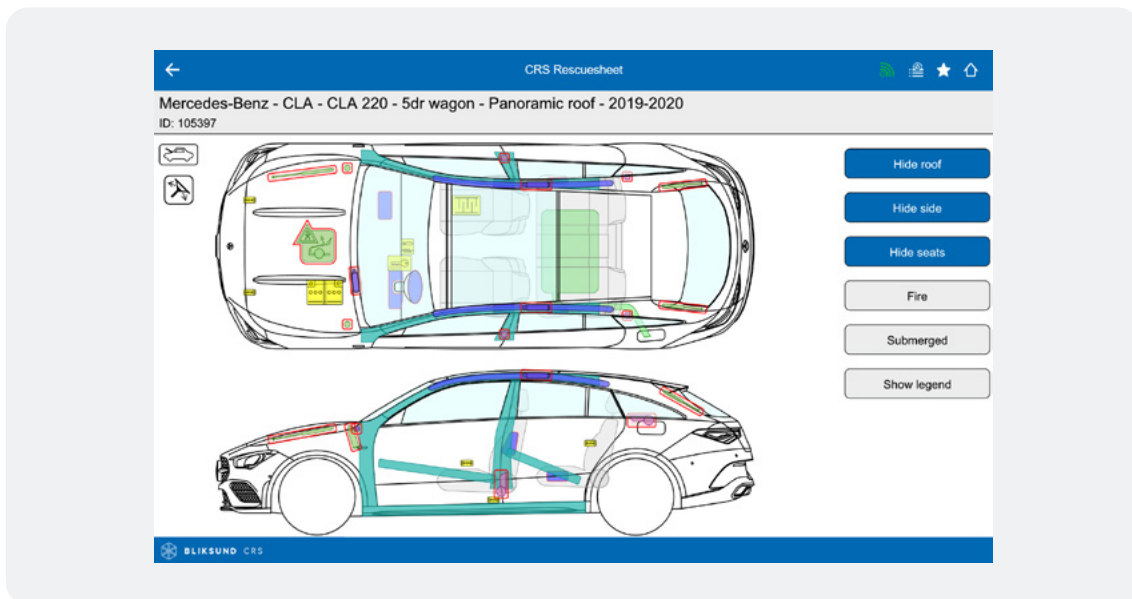 CRS Rescuesheet
Mercedes-Benz - CLA - CLA 220 - 5dr wagon - Panoramic roof - 2019-2020
ID: 105397
Hide roof
Hide side
Hide seats
Fire
Submerged
Show legend
BLIKSUND CRS